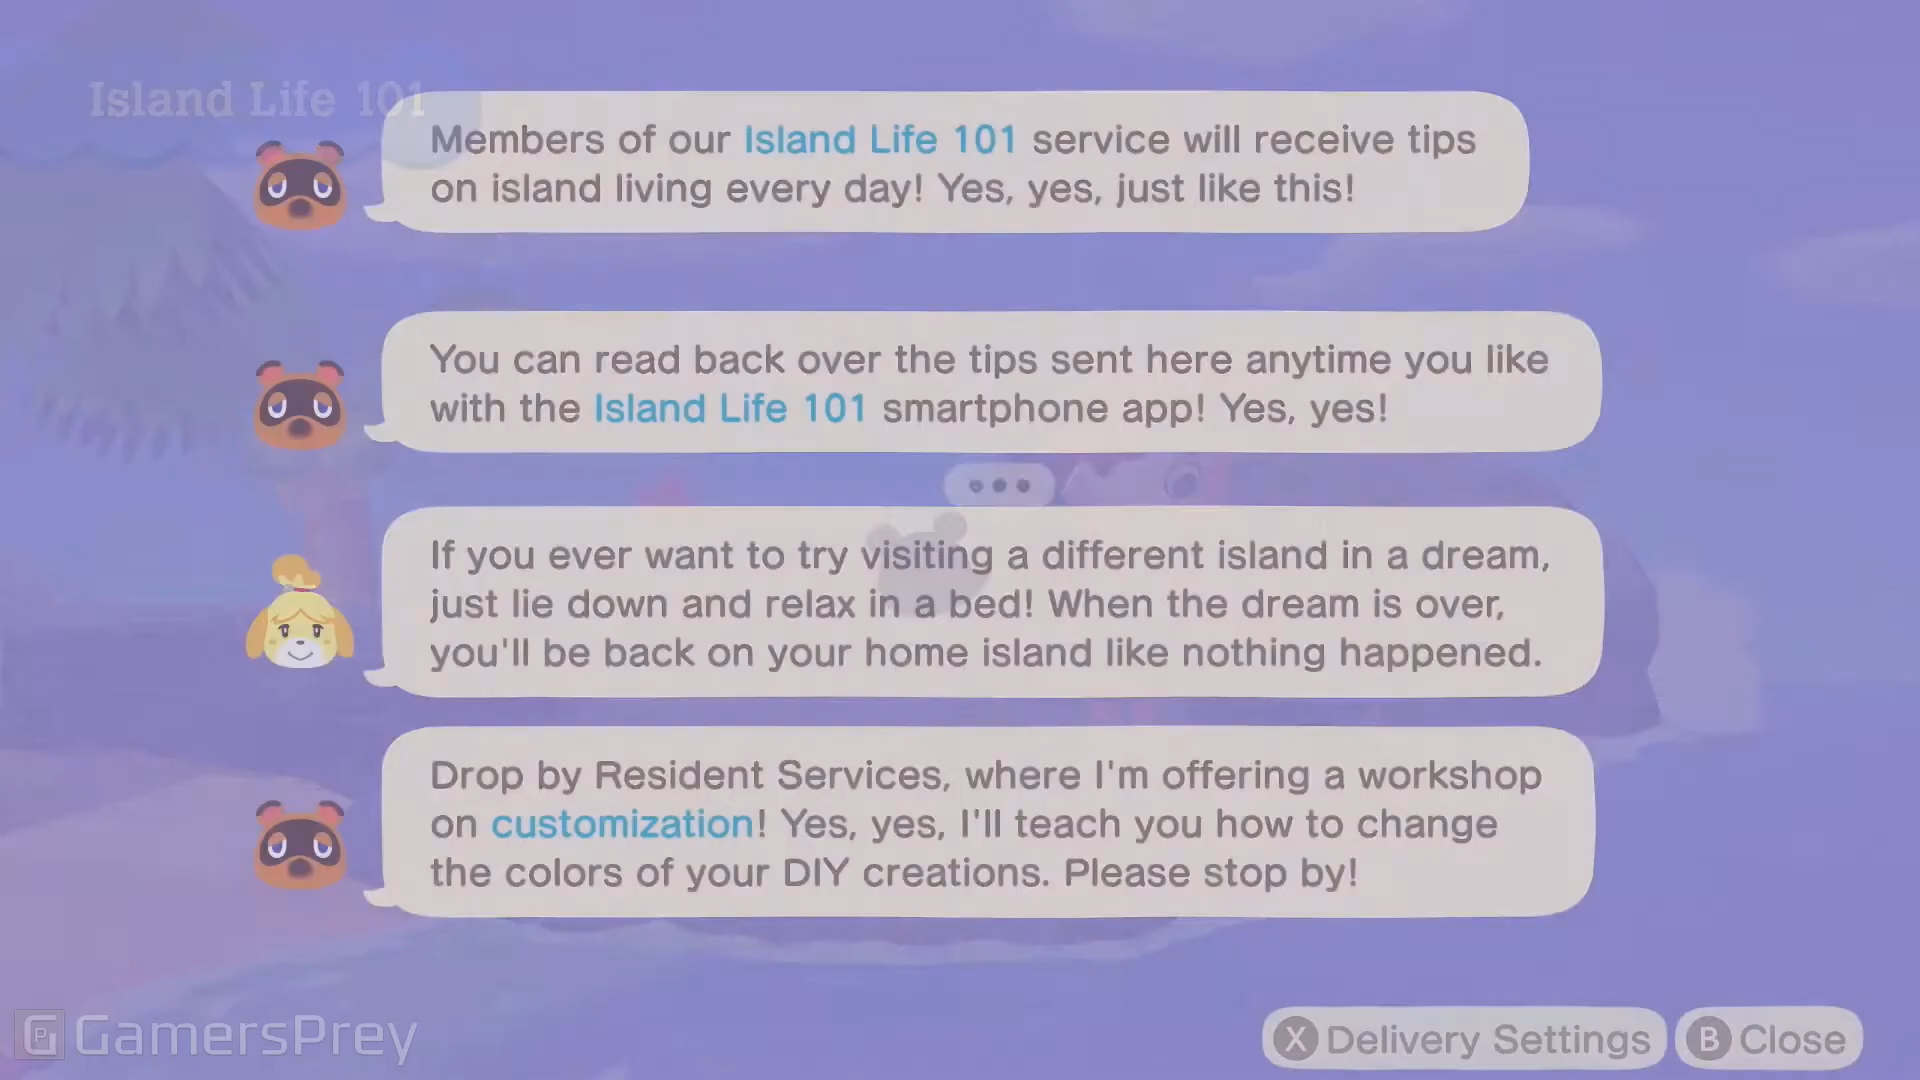 Island Life 101
Members of our Island Life 101 service will receive tips
on island living every day! Yes, yes, just like this!
You can read back over the tips sent here anytime you like
with the Island Life 101 smartphone app! Yes, yes!
If you ever want to try visiting a different island in a dream,
just lie down and relax in a bed! When the dream is over,
you'll be back on your home island like nothing happened.
Drop by Resident Services, where I'm offering a workshop
on customization! Yes, yes, I'll teach you how to change
the colors of your DIY creations. Please stop by!
GamersPrey
X Delivery Settings B Close